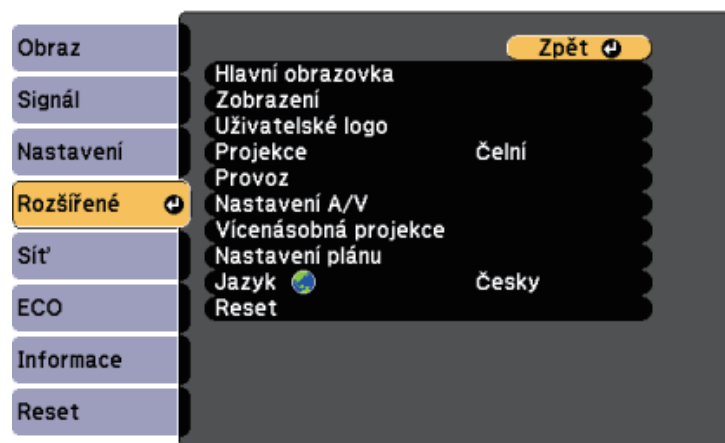 Obraz
Signál
Nastavení
Rozšířené
Síť
ECO
Informace
Reset
Zpět
Hlavní obrazovka
Zobrazení
Uživatelské logo
Projekce Čelní
Provoz
Nastavení A/V
Vícenásobná projekce
Nastavení plánu
Jazyk Česky
Reset